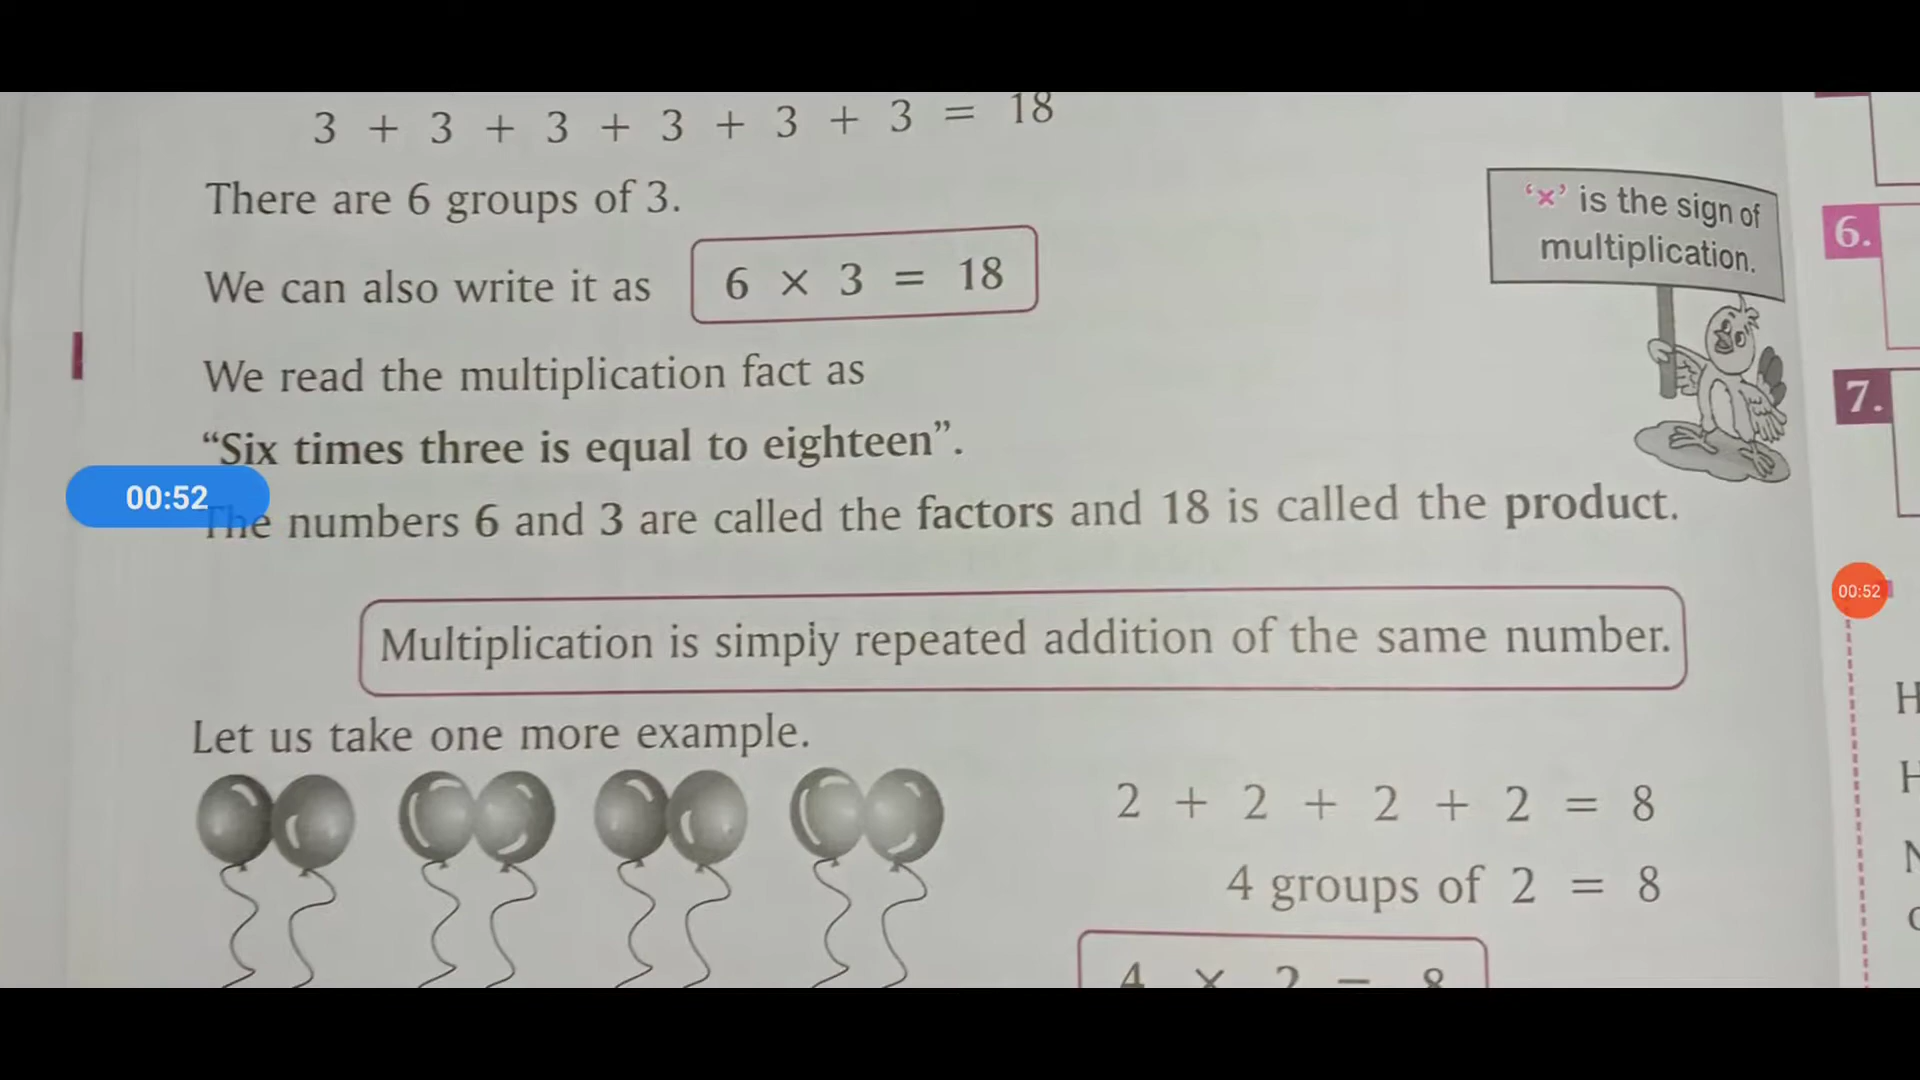 3 + 3 + 3 + 3 + 3 + 3 = 18
There are 6 groups of 3.
We can also write it as 6 × 3 = 18
‘×’ is the sign of
multiplication.
We read the multiplication fact as
“Six times three is equal to eighteen”.
The numbers 6 and 3 are called the factors and 18 is called the product.
Multiplication is simply repeated addition of the same number.
Let us take one more example.
2 + 2 + 2 + 2 = 8
4 groups of 2 = 8
4 × 2 = 8
6.
7.
00:52
00:52